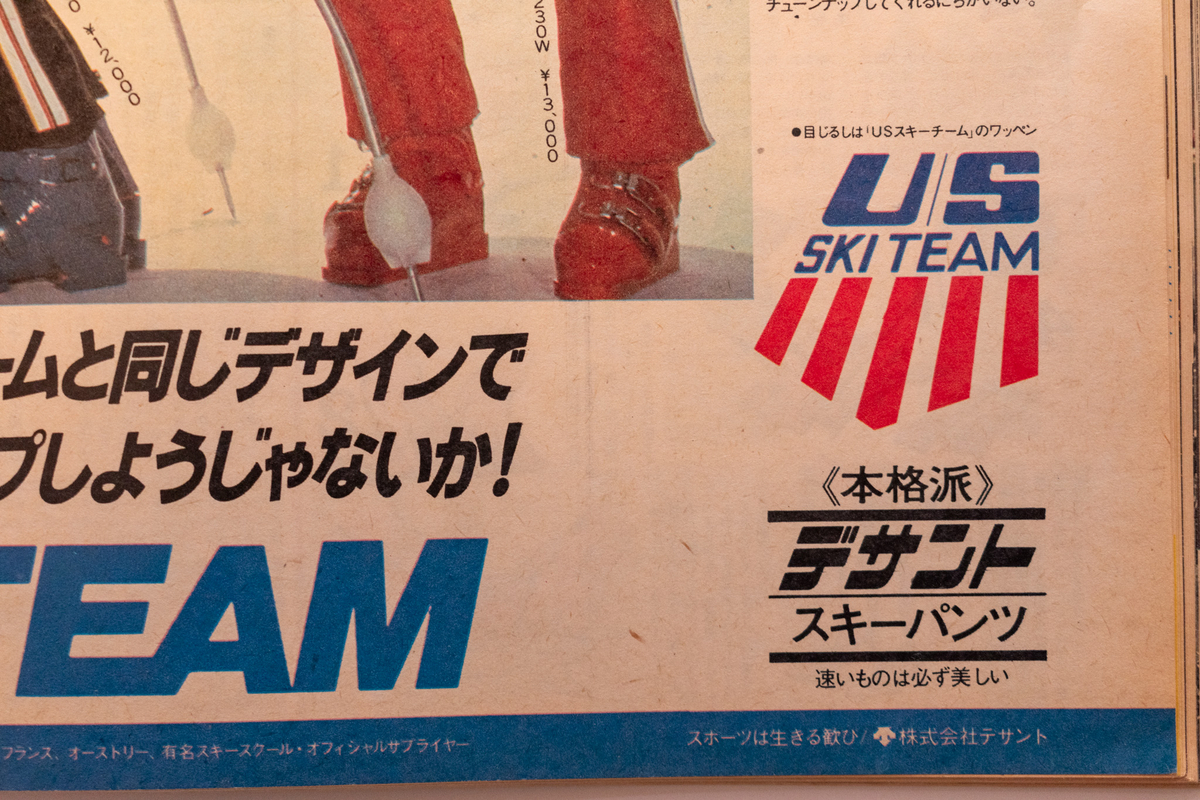 チューンナップしてくれるにちがいない。
¥12,000
230W ¥13,000
●目じるしは「USスキーチーム」のワッペン
US
SKI TEAM
ームと同じデザインで
プしようじゃないか!
TEAM
《本格派》
デサント
スキーパンツ
速いものは必ず美しい
フランス、オーストリー、有名スキースクール・オフィシャルサプライヤー
スポーツは生きる歓び/株式会社デサント